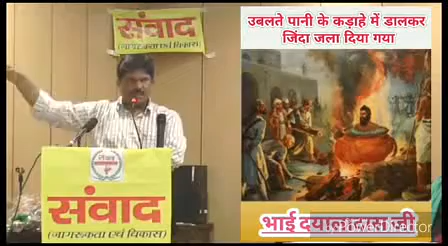 संवाद
(जागरूकता एवं विकास)
उबलते पानी के कड़ाहे में डालकर
जिंदा जला दिया गया
संवाद
(जागरूकता एवं विकास)
भाई दयाला
PowerDirector